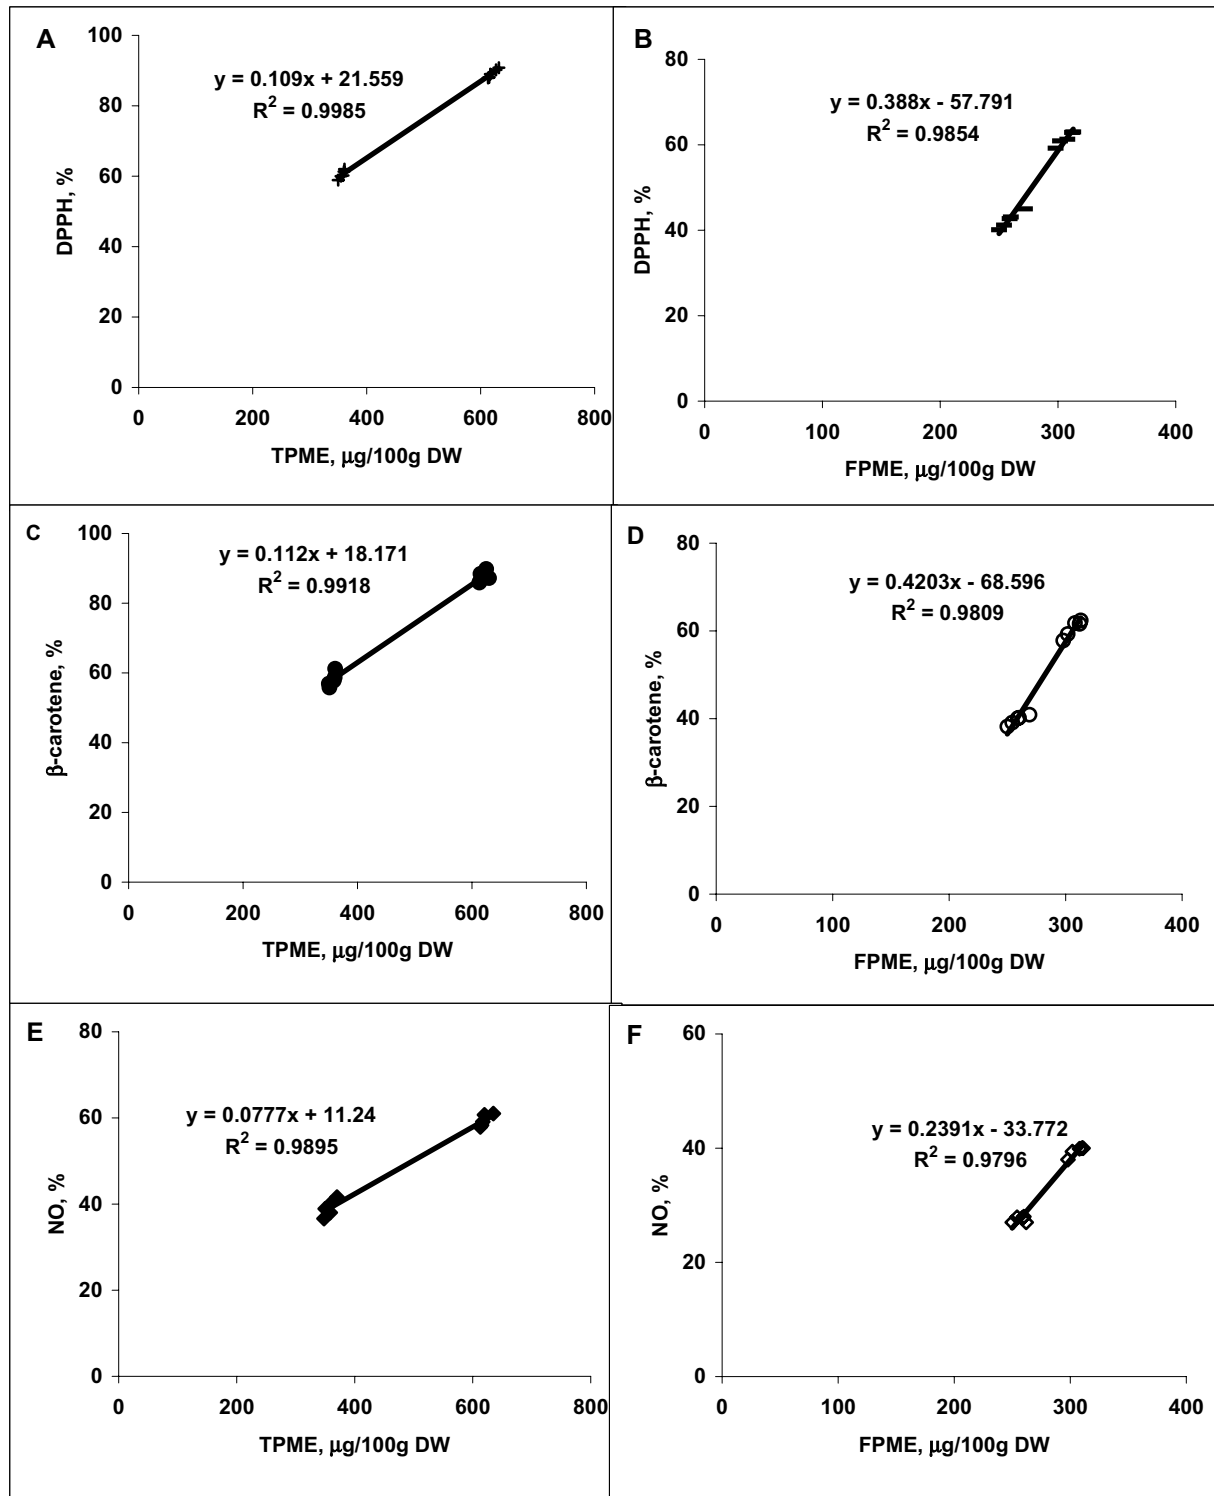 A
y = 0.109x + 21.559
R² = 0.9985
100
80
60
40
20
0
DPPH, %
0 200 400 600 800
TPME, μg/100g DW
B
y = 0.388x - 57.791
R² = 0.9854
80
60
40
20
0
DPPH, %
0 100 200 300 400
FPME, μg/100g DW
C
y = 0.112x + 18.171
R² = 0.9918
100
80
60
40
20
0
β-carotene, %
0 200 400 600 800
TPME, μg/100g DW
D
y = 0.4203x - 68.596
R² = 0.9809
80
60
40
20
0
β-carotene, %
0 100 200 300 400
FPME, μg/100g DW
E
y = 0.0777x + 11.24
R² = 0.9895
80
60
40
20
0
NO, %
0 200 400 600 800
TPME, μg/100g DW
F
y = 0.2391x - 33.772
R² = 0.9796
60
40
20
0
NO, %
0 100 200 300 400
FPME, μg/100g DW